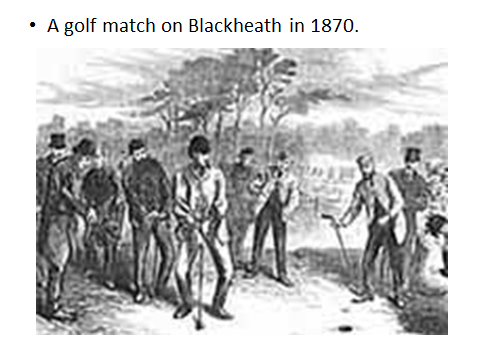 • A golf match on Blackheath in 1870.